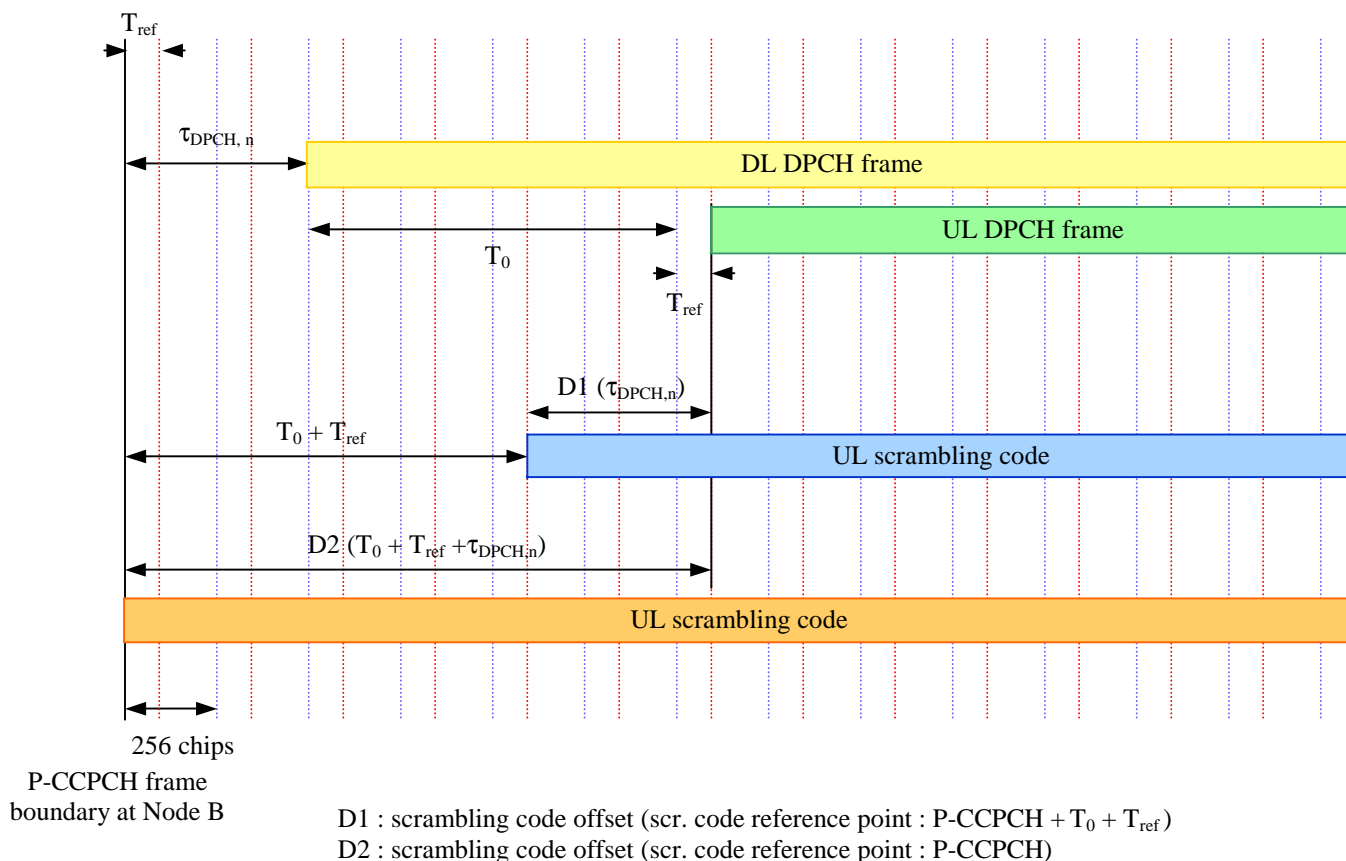 T_ref
τ_DPCH, n
DL DPCH frame
UL DPCH frame
T_0
T_ref
D1 (τ_DPCH,n)
T_0 + T_ref
UL scrambling code
D2 (T_0 + T_ref +τ_DPCH,n)
UL scrambling code
256 chips
P-CCPCH frame
boundary at Node B
D1 : scrambling code offset (scr. code reference point : P-CCPCH + T_0 + T_ref)
D2 : scrambling code offset (scr. code reference point : P-CCPCH)